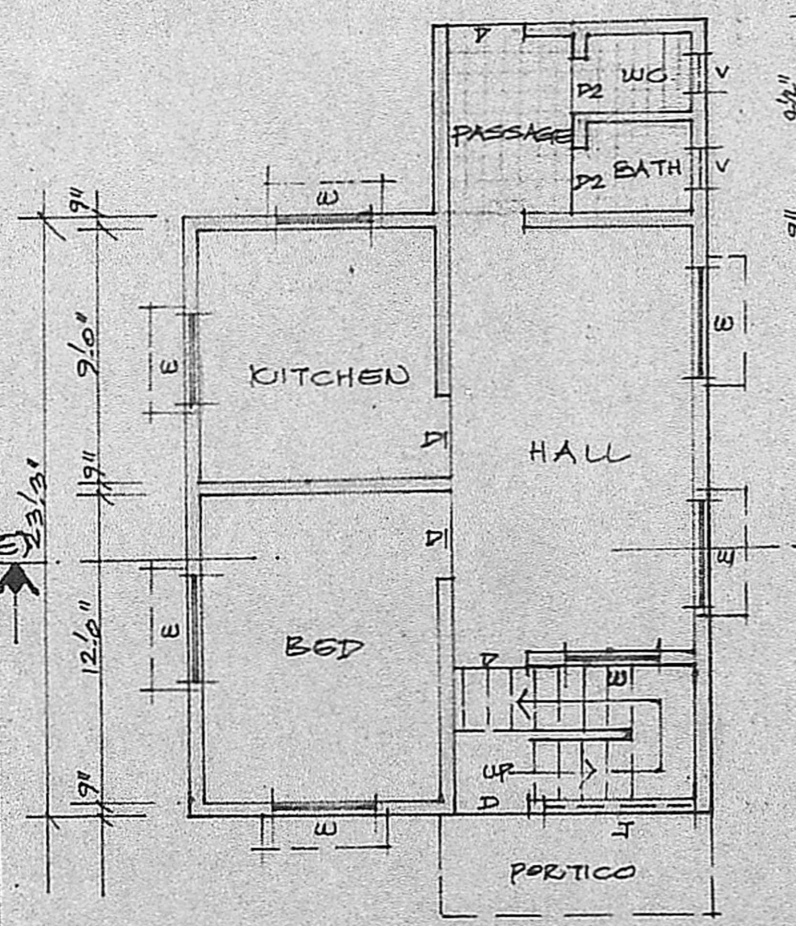 D
WC
V
D2
PASSAGE
9"
W
D2
BATH
V
9"
9'.0"
W
W
KITCHEN
D1
HALL
9"
23'.3"
D1
W
12'.0"
W
BED
D
W
UP
9"
D
W
J
PORTICO